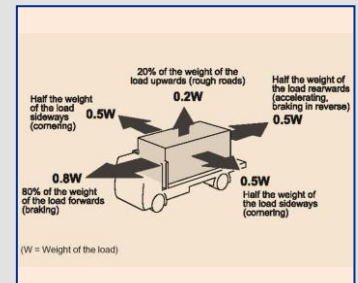 20% of the weight of the
load upwards (rough roads)
0.2W
Half the weight
of the load
sideways
(cornering)
0.5W
Half the weight of
the load rearwards
(accelerating,
braking in reverse)
0.5W
0.8W
80% of the weight
of the load forwards
(braking)
0.5W
Half the weight of
the load sideways
(cornering)
(W = Weight of the load)